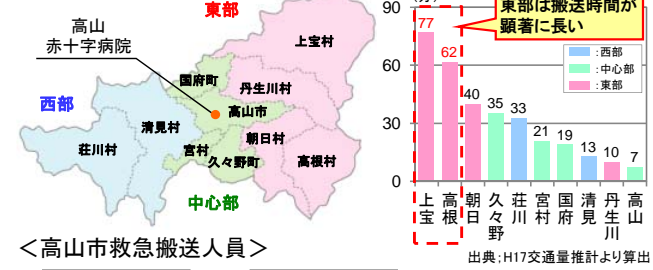 東部
高山
赤十字病院
上宝村
国府町
丹生川村
西部
高山市
清見村
朝日村
荘川村
宮村
久々野町
高根村
中心部
＜高山市救急搬送人員＞
東部は搬送時間が
顕著に長い
90
60
30
0
77
62
40
35
33
21
19
13
10
7
：西部
：中心部
：東部
上宝
高根
朝日
久々野
荘川
宮村
国府
清見
丹生川
高山
出典；H17交通量推計より算出